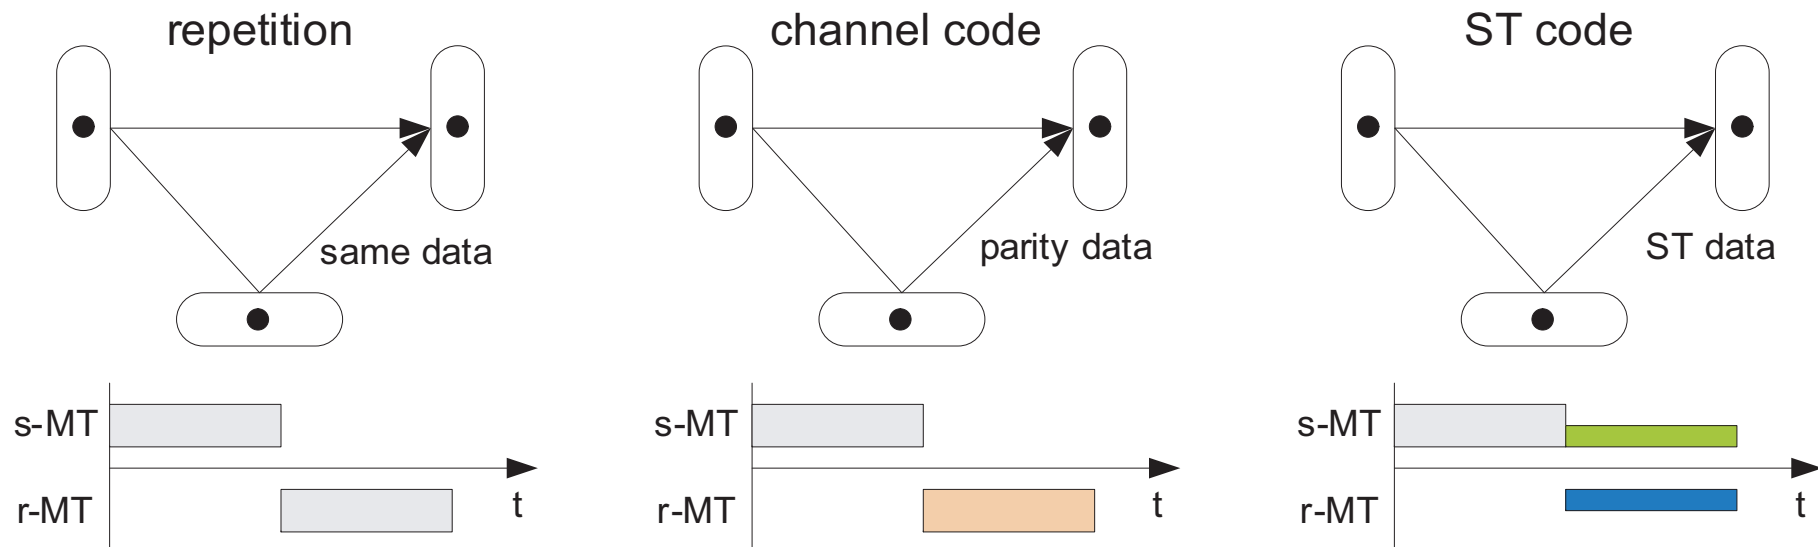 repetition
same data
s-MT
r-MT
t
channel code
parity data
s-MT
r-MT
t
ST code
ST data
s-MT
r-MT
t